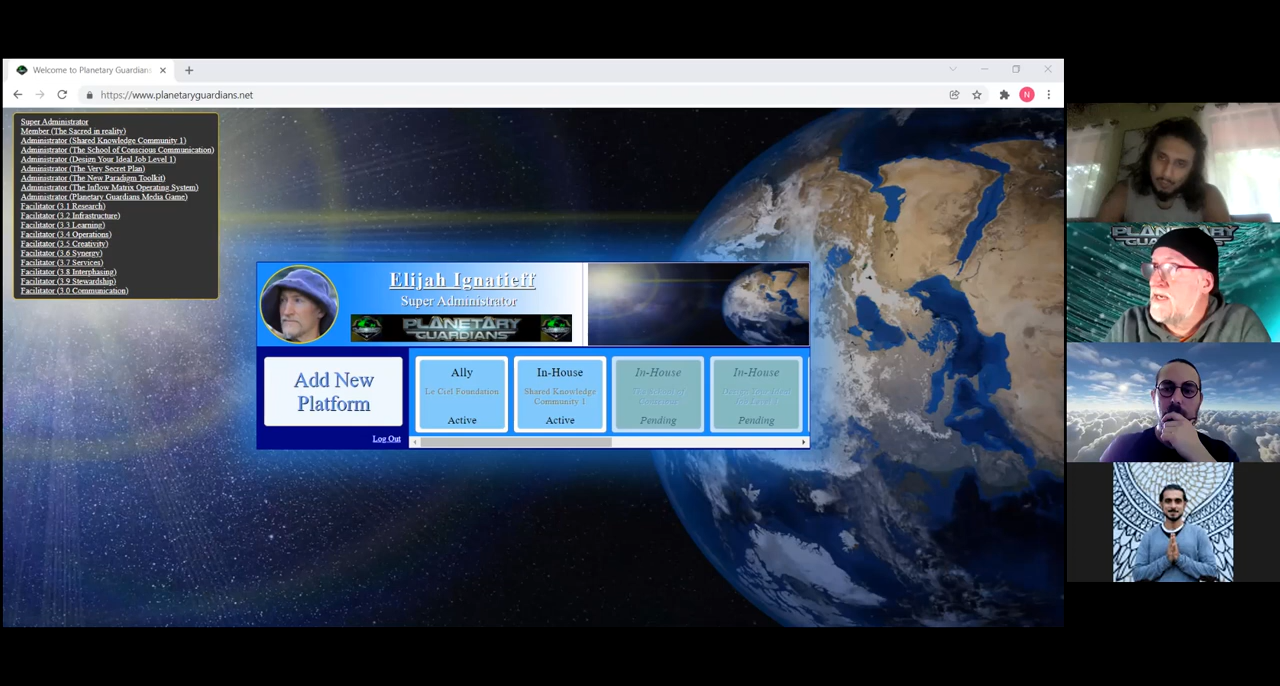 Welcome to Planetary Guardians
https://www.planetaryguardians.net
N
Super Administrator
Member (The Sacred in reality)
Administrator (Shared Knowledge Community 1)
Administrator (The School of Conscious Communication)
Administrator (Design Your Ideal Job Level 1)
Administrator (The Very Secret Plan)
Administrator (The New Paradigm Toolkit)
Administrator (The Inflow Matrix Operating System)
Administrator (Planetary Guardians Media Game)
Facilitator (3.1 Research)
Facilitator (3.2 Infrastructure)
Facilitator (3.3 Learning)
Facilitator (3.4 Operations)
Facilitator (3.5 Creativity)
Facilitator (3.6 Synergy)
Facilitator (3.7 Services)
Facilitator (3.8 Interphasing)
Facilitator (3.9 Stewardship)
Facilitator (3.0 Communication)
Elijah Ignatieff
Super Administrator
PLANETARY
GUARDIANS
Add New
Platform
Log Out
Ally
Le Ciel Foundation
Active
In-House
Shared Knowledge
Community 1
Active
In-House
Pending
In-House
Pending
PLANETARY